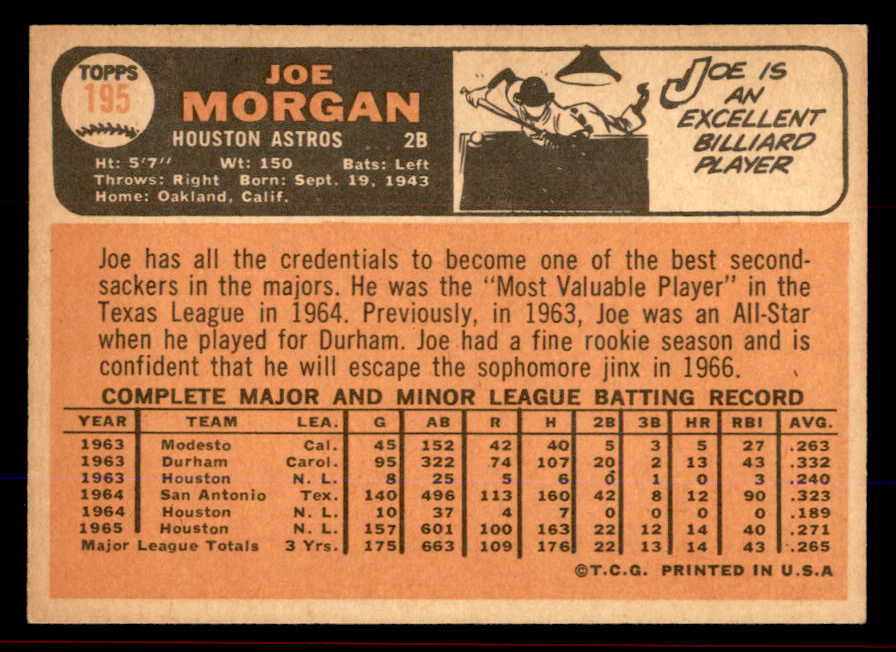 TOPPS
195
JOE
MORGAN
HOUSTON ASTROS 2B
Ht: 5'7" Wt: 150 Bats: Left
Throws: Right Born: Sept. 19, 1943
Home: Oakland, Calif.
JOE IS
AN
EXCELLENT
BILLIARD
PLAYER
Joe has all the credentials to become one of the best second-
sackers in the majors. He was the "Most Valuable Player" in the
Texas League in 1964. Previously, in 1963, Joe was an All-Star
when he played for Durham. Joe had a fine rookie season and is
confident that he will escape the sophomore jinx in 1966.
COMPLETE MAJOR AND MINOR LEAGUE BATTING RECORD
YEAR TEAM LEA. G AB R H 2B 3B HR RBI AVG.
1963 Modesto Cal. 45 152 42 40 5 3 5 27 .263
1963 Durham Carol. 95 322 74 107 20 2 13 43 .332
1963 Houston N. L. 8 25 5 6 0 1 0 3 .240
1964 San Antonio Tex. 140 496 113 160 42 8 12 90 .323
1964 Houston N. L. 10 37 4 7 0 0 0 0 .189
1965 Houston N. L. 157 601 100 163 22 12 14 40 .271
Major League Totals 3 Yrs. 175 663 109 176 22 13 14 43 .265
©T.C.G. PRINTED IN U.S.A